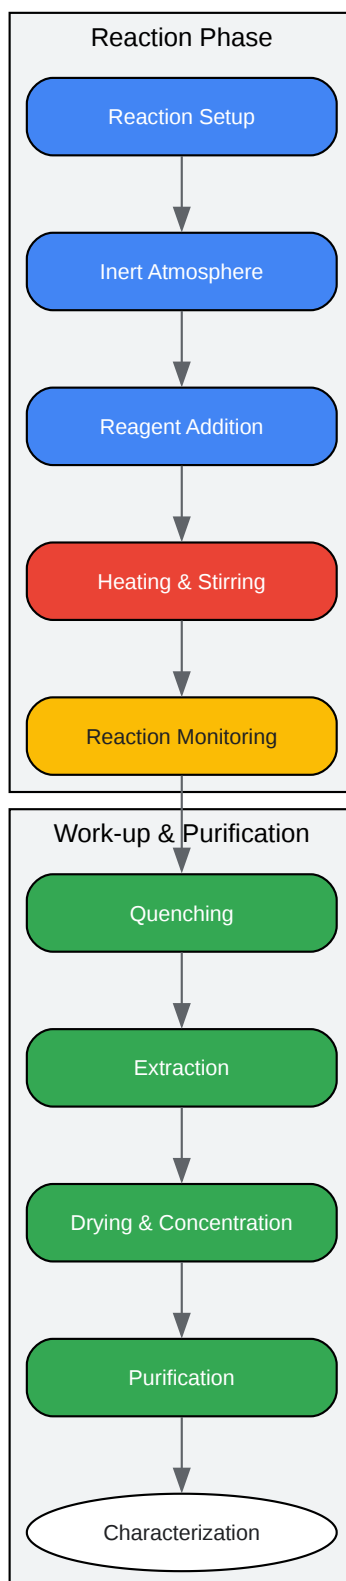 Reaction Phase
Reaction Setup
Inert Atmosphere
Reagent Addition
Heating & Stirring
Reaction Monitoring
Work-up & Purification
Quenching
Extraction
Drying & Concentration
Purification
Characterization